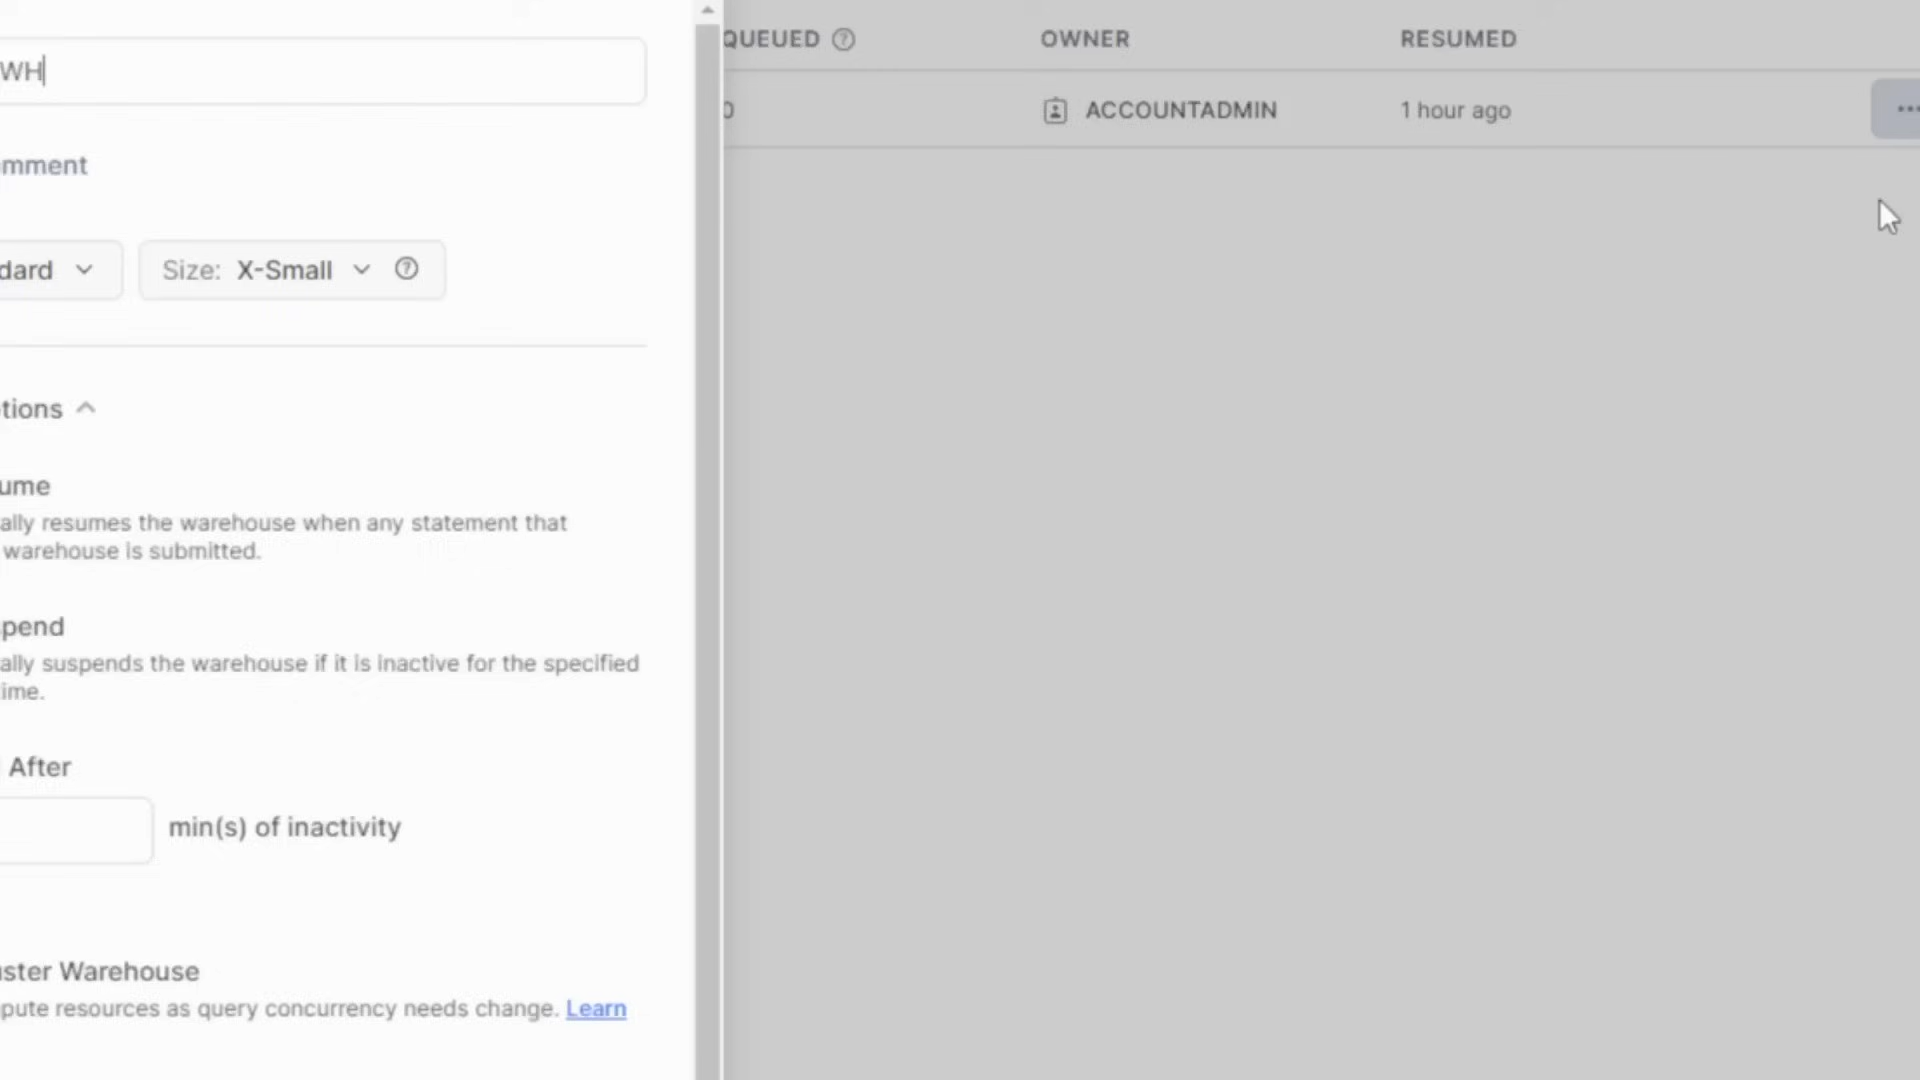 WH
QUEUED
OWNER
RESUMED
0
ACCOUNTADMIN
1 hour ago
mment
dard
Size: X-Small
tions
ume
ally resumes the warehouse when any statement that
warehouse is submitted.
pend
ally suspends the warehouse if it is inactive for the specified
ime.
After
min(s) of inactivity
ster Warehouse
pute resources as query concurrency needs change. Learn